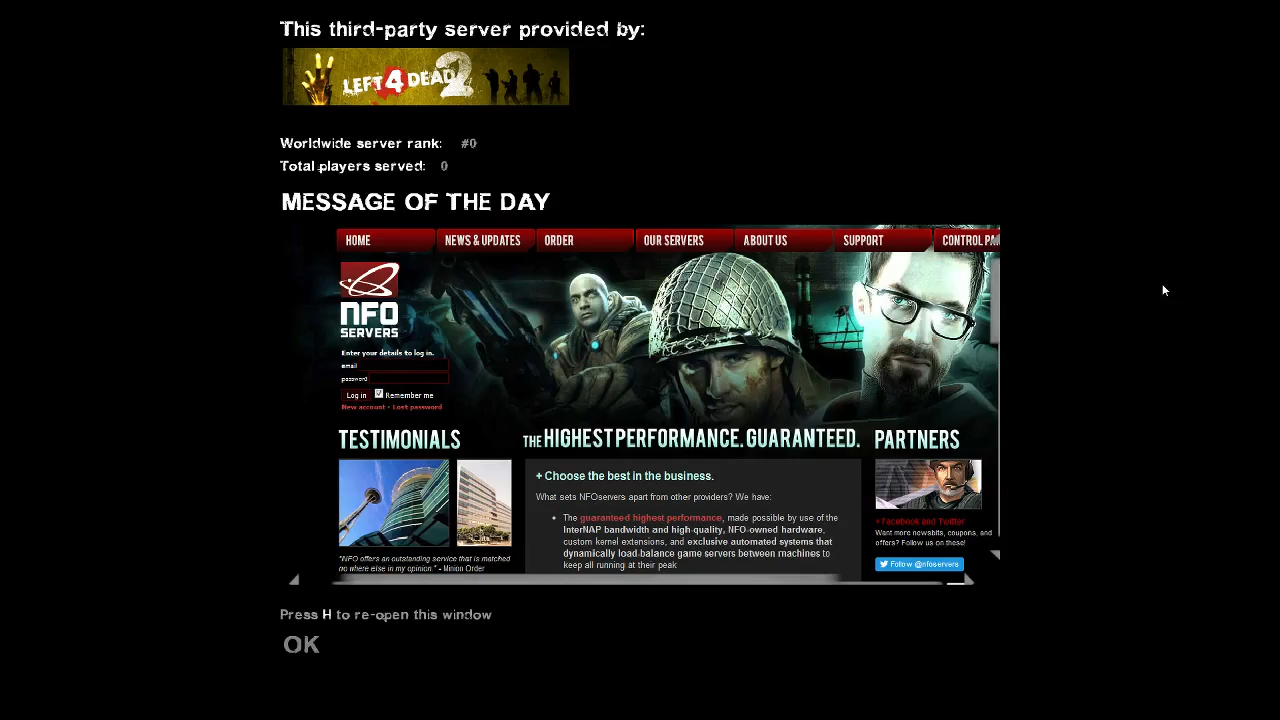 This third-party server provided by:
LEFT 4 DEAD 2
Worldwide server rank: #0
Total players served: 0
MESSAGE OF THE DAY
HOME NEWS & UPDATES ORDER OUR SERVERS ABOUT US SUPPORT CONTROL PA
NFO
SERVERS
Enter your details to log in.
email
password
Log in Remember me
New account - Lost password
TESTIMONIALS
THE HIGHEST PERFORMANCE. GUARANTEED.
PARTNERS
"NFO offers an outstanding service that is matched
no where else in my opinion." - Minion Order
+ Choose the best in the business.
What sets NFOservers apart from other providers? We have:
• The guaranteed highest performance, made possible by use of the
InterNAP bandwidth and high-quality, NFO-owned hardware,
custom kernel extensions, and exclusive automated systems that
dynamically load-balance game servers between machines to
keep all running at their peak
+ Facebook and Twitter
Want more newsbits, coupons, and
offers? Follow us on these!
Follow @nfoservers
Press H to re-open this window
OK